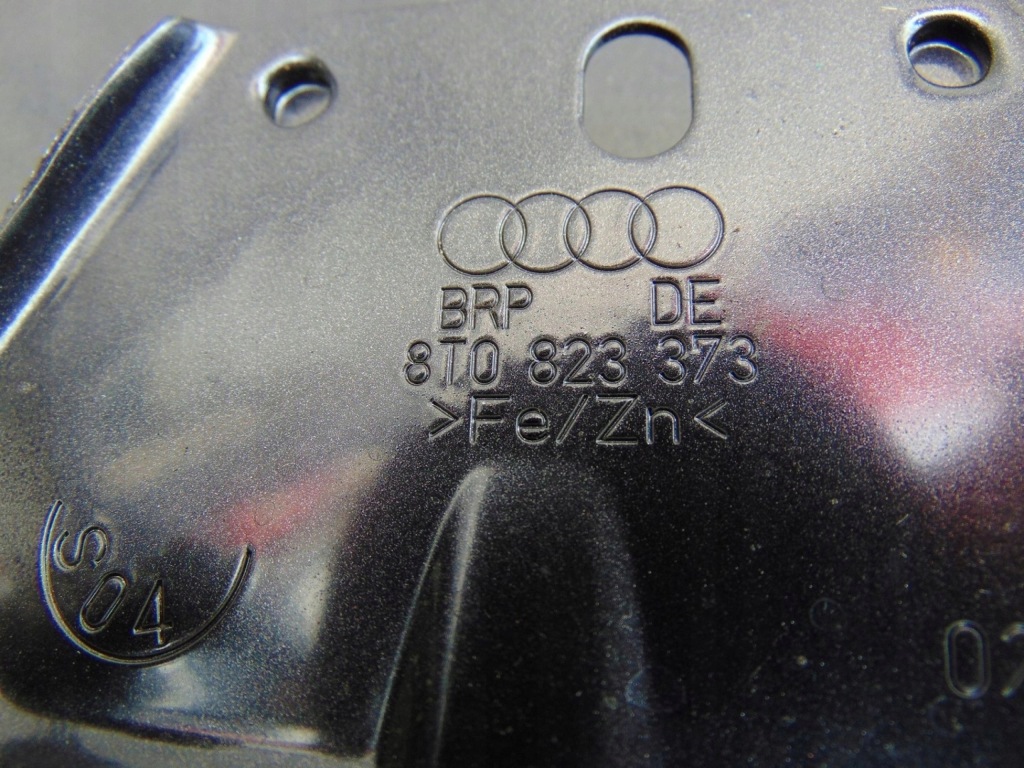 BRP DE
8T0 823 373
>Fe/Zn<
S04